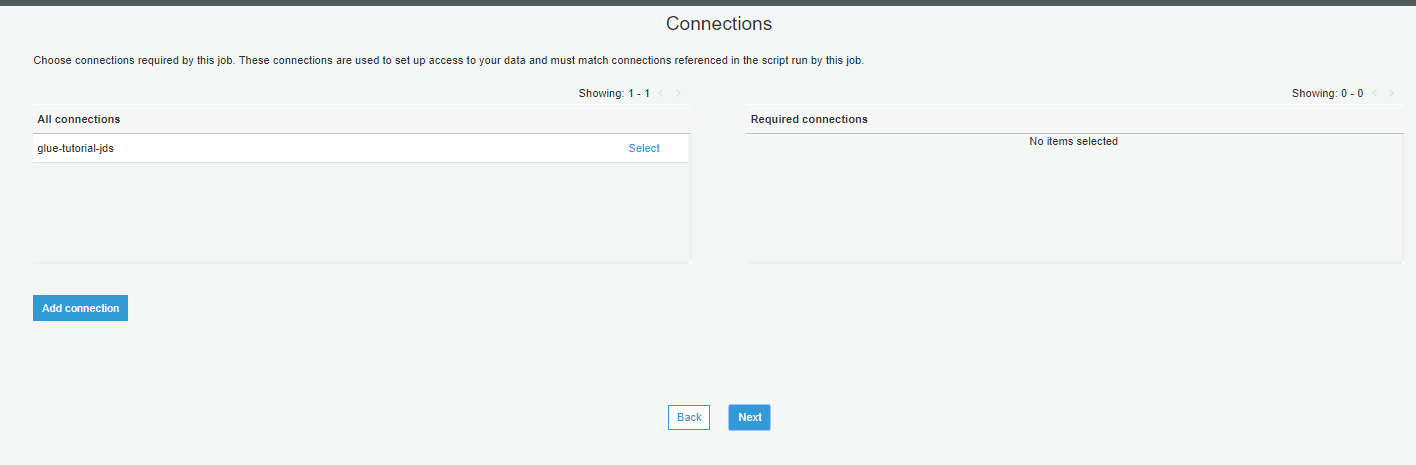 Connections
Choose connections required by this job. These connections are used to set up access to your data and must match connections referenced in the script run by this job.
Showing: 1 - 1 < >
Showing: 0 - 0 < >
All connections
Required connections
glue-tutorial-jds Select
No items selected
Add connection
Back Next